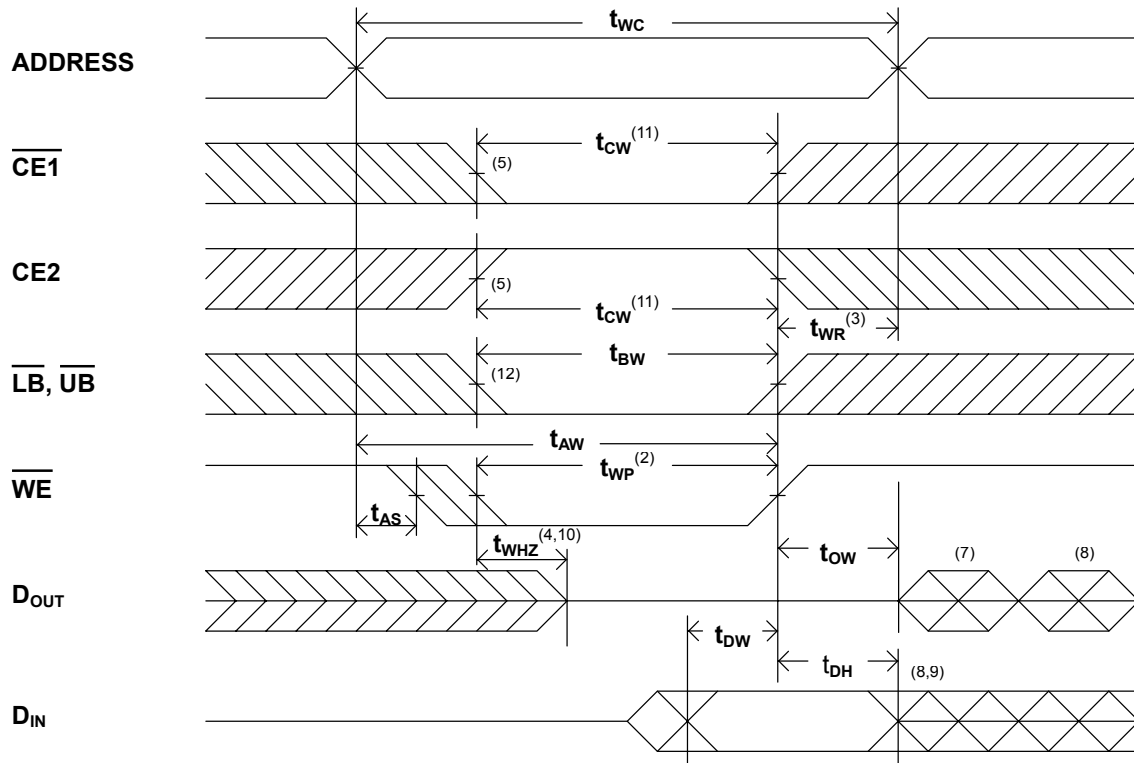 tWC
ADDRESS
CE1
(5)
tCW(11)
CE2
(5)
tCW(11)
tWR(3)
LB, UB
(12)
tBW
tAW
WE
tWP(2)
tAS
tWHZ(4,10)
tOW
(7)
(8)
DOUT
tDW
tDH
(8,9)
DIN